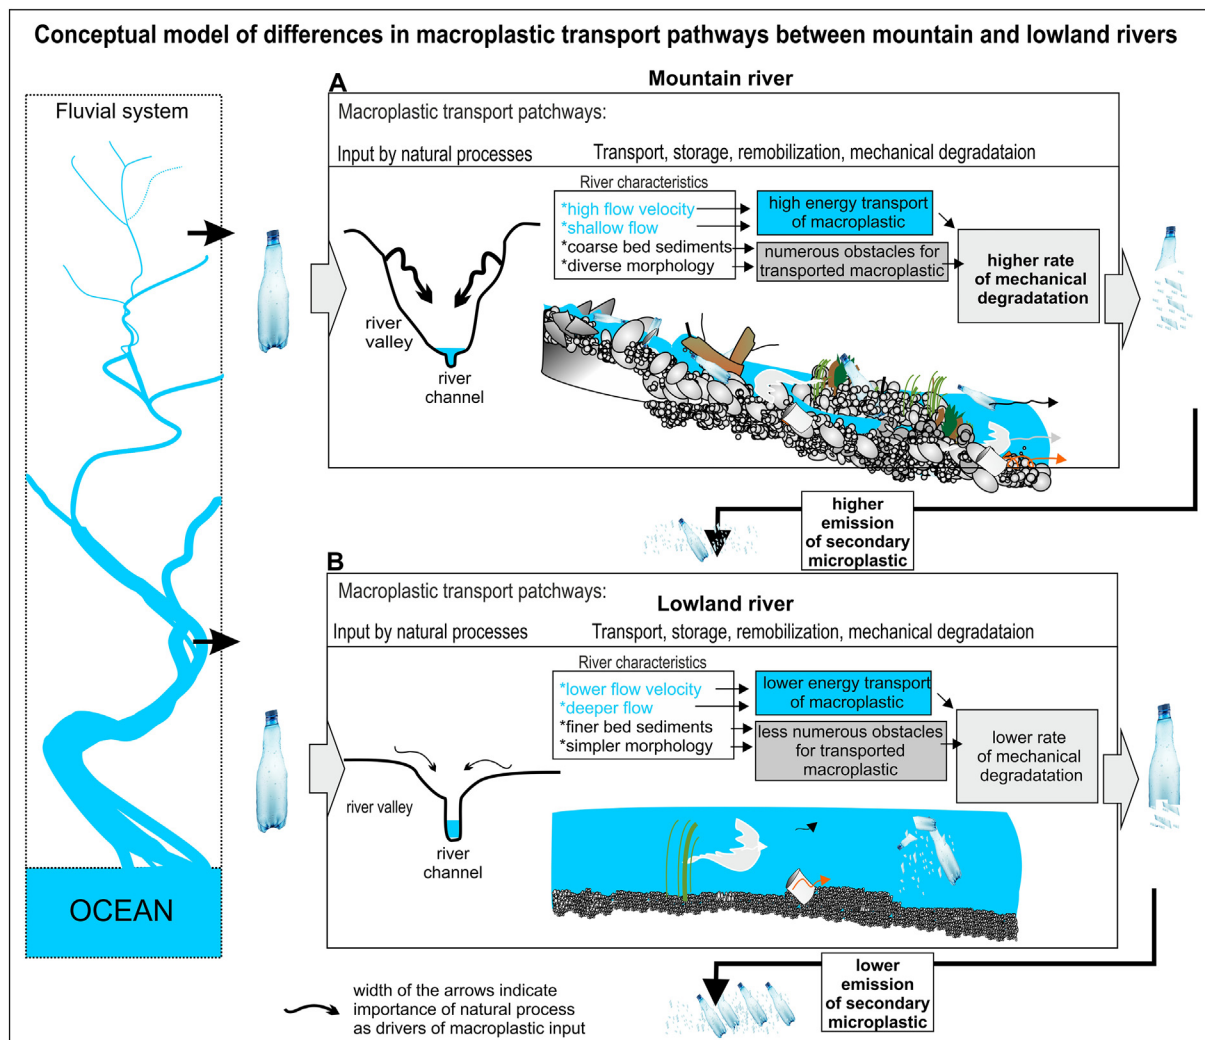 Conceptual model of differences in macroplastic transport pathways between mountain and lowland rivers
Fluvial system
OCEAN
A
Mountain river
Macroplastic transport patchways:
Input by natural processes
Transport, storage, remobilization, mechanical degradataion
River characteristics
*high flow velocity
*shallow flow
*coarse bed sediments
*diverse morphology
high energy transport
of macroplastic
numerous obstacles for
transported macroplastic
higher rate
of mechanical
degradatation
river
valley
river
channel
higher
emission
of secondary
microplastic
B
Macroplastic transport patchways:
Lowland river
Input by natural processes
Transport, storage, remobilization, mechanical degradataion
River characteristics
*lower flow velocity
*deeper flow
*finer bed sediments
*simpler morphology
lower energy transport
of macroplastic
less numerous obstacles
for transported
macroplastic
lower rate
of mechanical
degradatation
river valley
river
channel
lower
emission
of secondary
microplastic
width of the arrows indicate
importance of natural process
as drivers of macroplastic input